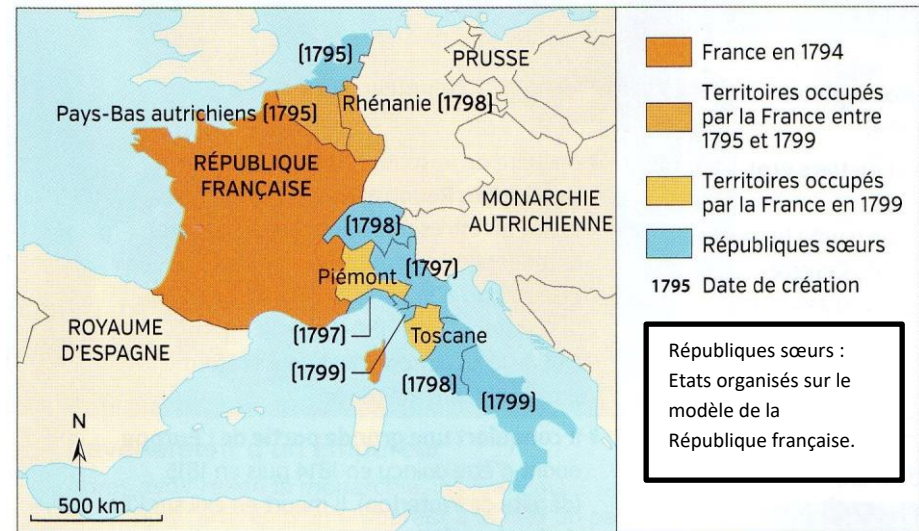 (1795)
PRUSSE
Pays-Bas autrichiens (1795)
Rhénanie (1798)
RÉPUBLIQUE
FRANÇAISE
MONARCHIE
AUTRICHIENNE
(1798)
(1797)
Piémont
ROYAUME
D'ESPAGNE
(1797)
Toscane
(1799)
(1798)
(1799)
N
500 km
France en 1794
Territoires occupés
par la France entre
1795 et 1799
Territoires occupés
par la France en 1799
Républiques sœurs
1795 Date de création
Républiques sœurs :
Etats organisés sur le
modèle de la
République française.